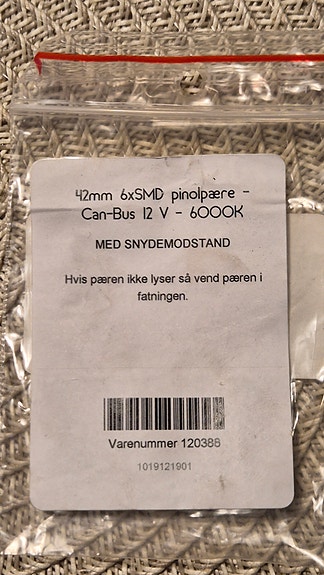 42mm 6xSMD pinolpære -
Can-Bus 12 V - 6000K
MED SNYDEMODSTAND
Hvis pæren ikke lyser så vend pæren i
fatningen.
Varenummer 120388
1019121901